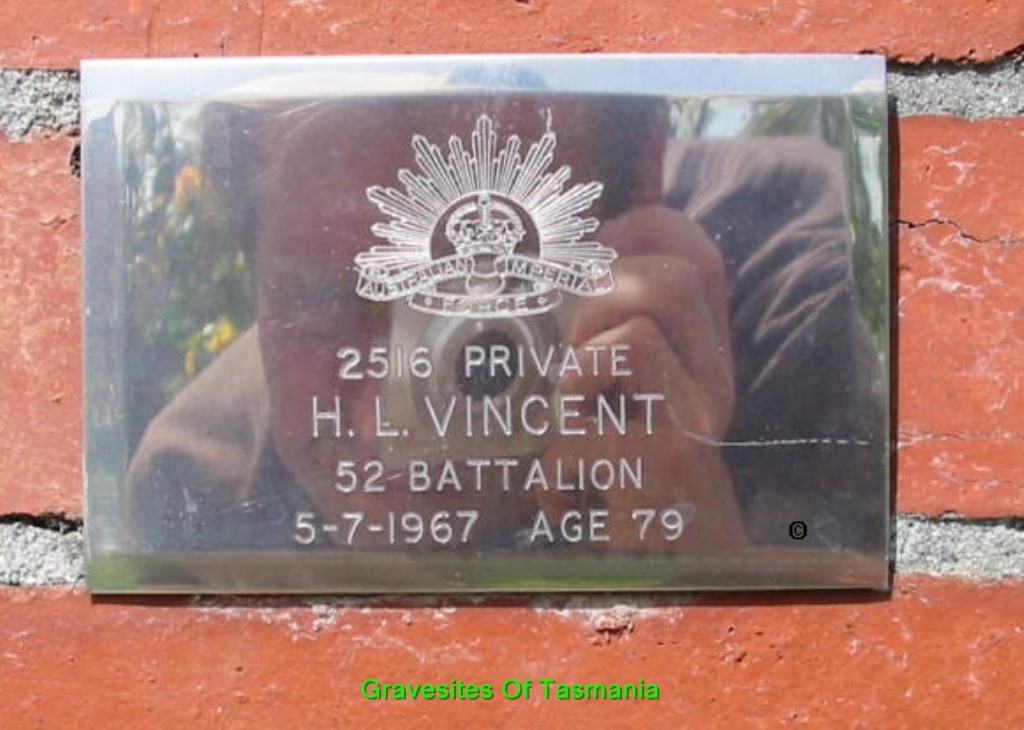 AUSTRALIAN IMPERIAL
FORCE
2516 PRIVATE
H. L. VINCENT
52 BATTALION
5-7-1967 AGE 79
©
Gravesites Of Tasmania